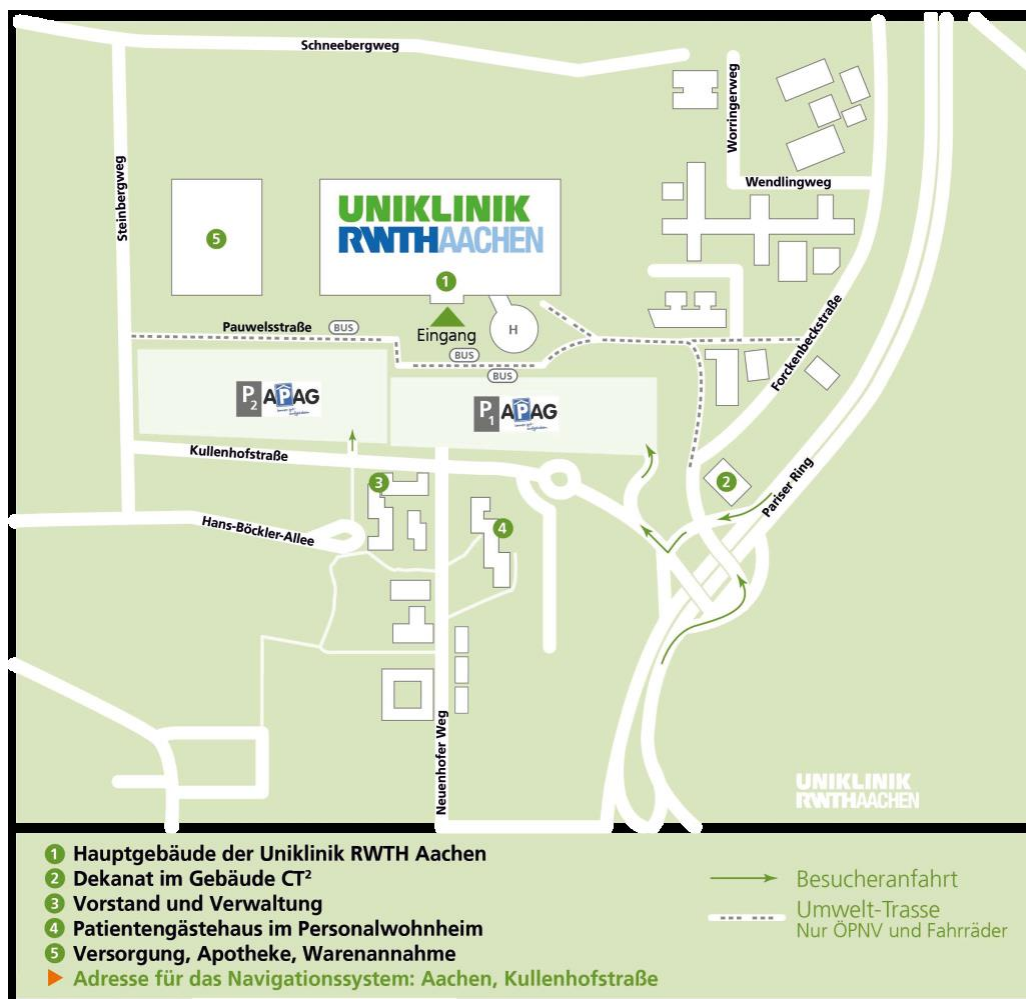 Schneebergweg
Worringerweg
Wendlingweg
Steinbergweg
5
UNIKLINIK
RWTHAACHEN
1
Eingang
H
Pauwelsstraße
BUS
BUS
BUS
Forckenbeckstraße
P2 APAG
P1 APAG
Kullenhofstraße
3
2
Pariser Ring
4
Hans-Böckler-Allee
Neuenhofer Weg
UNIKLINIK
RWTHAACHEN
1 Hauptgebäude der Uniklinik RWTH Aachen
2 Dekanat im Gebäude CT²
3 Vorstand und Verwaltung
4 Patientengästehaus im Personalwohnheim
5 Versorgung, Apotheke, Warenannahme
Adresse für das Navigationssystem: Aachen, Kullenhofstraße
Besucheranfahrt
Umwelt-Trasse
Nur ÖPNV und Fahrräder